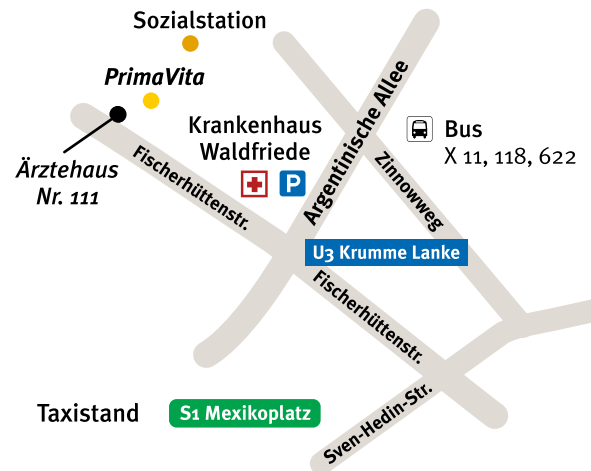 Sozialstation
PrimaVita
Ärztehaus
Nr. 111
Krankenhaus
Waldfriede
P
Fischerhüttenstr.
Argentinische Allee
Zinnowweg
Bus
X 11, 118, 622
U3 Krumme Lanke
Fischerhüttenstr.
Sven-Hedin-Str.
Taxistand
S1 Mexikoplatz